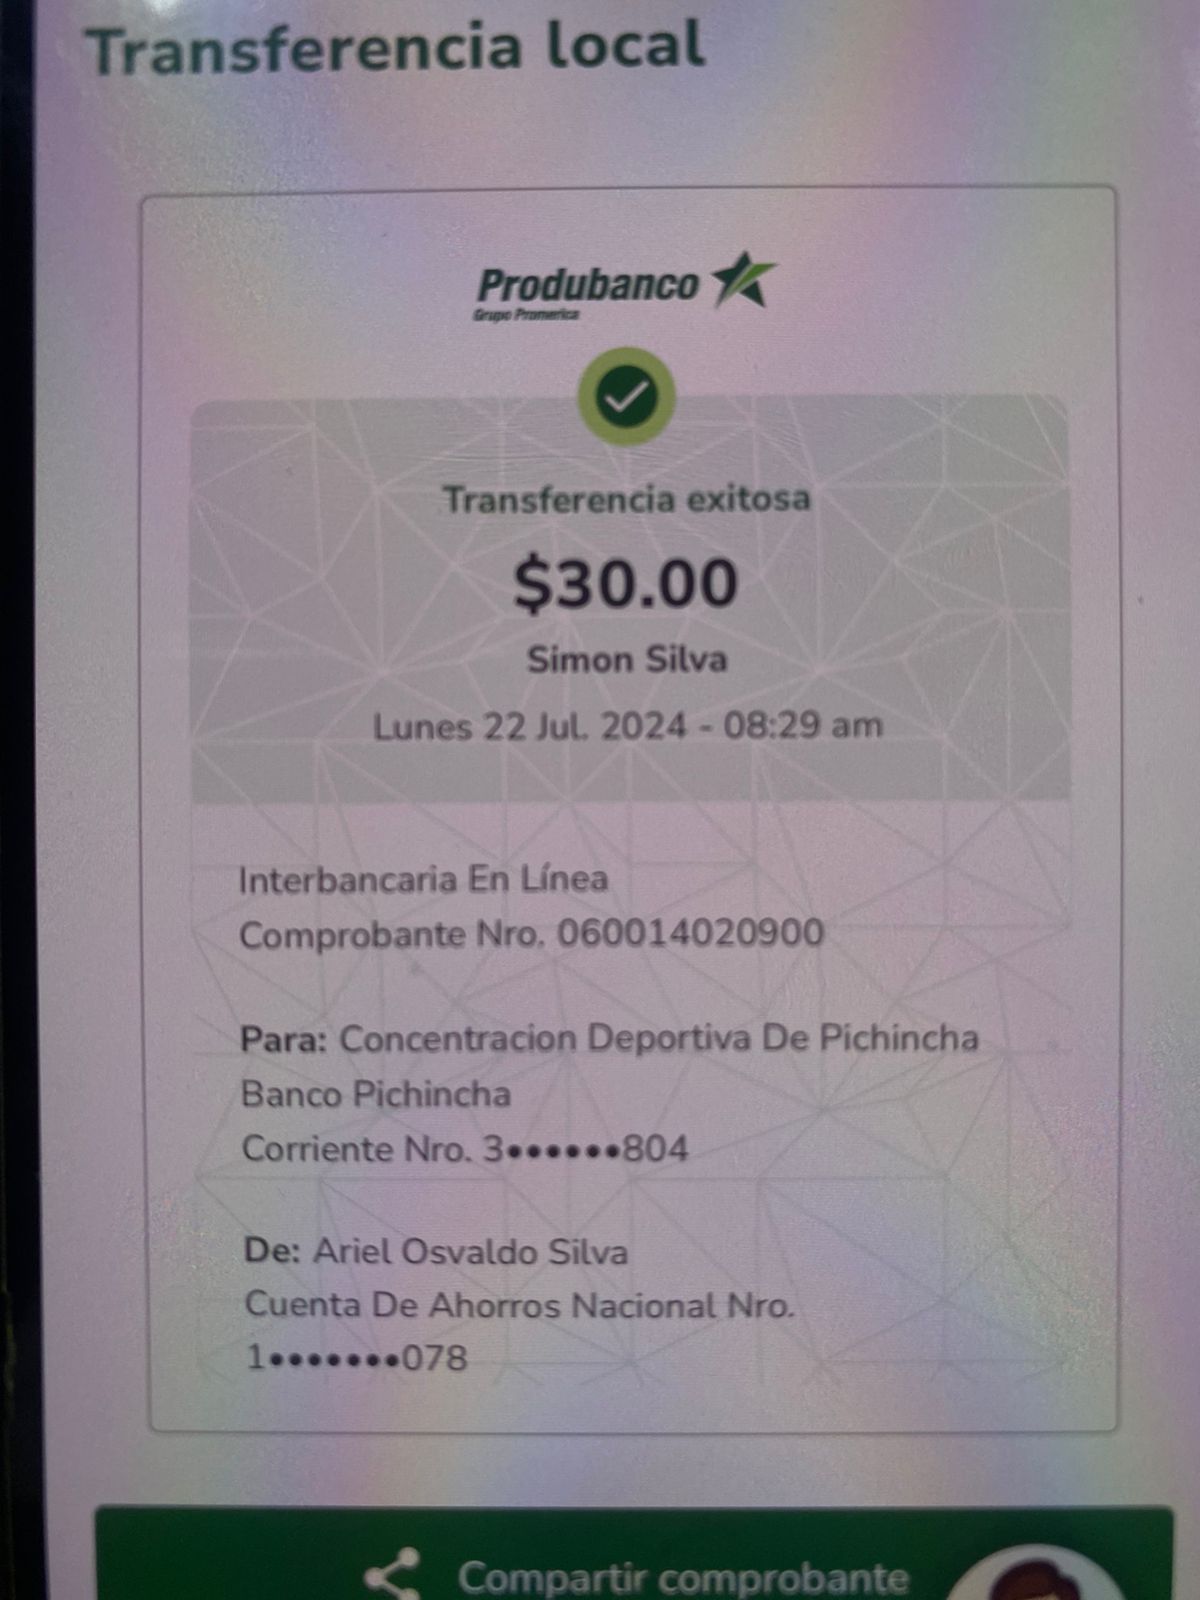 Transferencia local
Produbanco
Grupo Promerica
Transferencia exitosa
$30.00
Simon Silva
Lunes 22 Jul. 2024 - 08:29 am
Interbancaria En Línea
Comprobante Nro. 060014020900
Para: Concentracion Deportiva De Pichincha
Banco Pichincha
Corriente Nro. 3••••••804
De: Ariel Osvaldo Silva
Cuenta De Ahorros Nacional Nro.
1•••••••078
Compartir comprobante